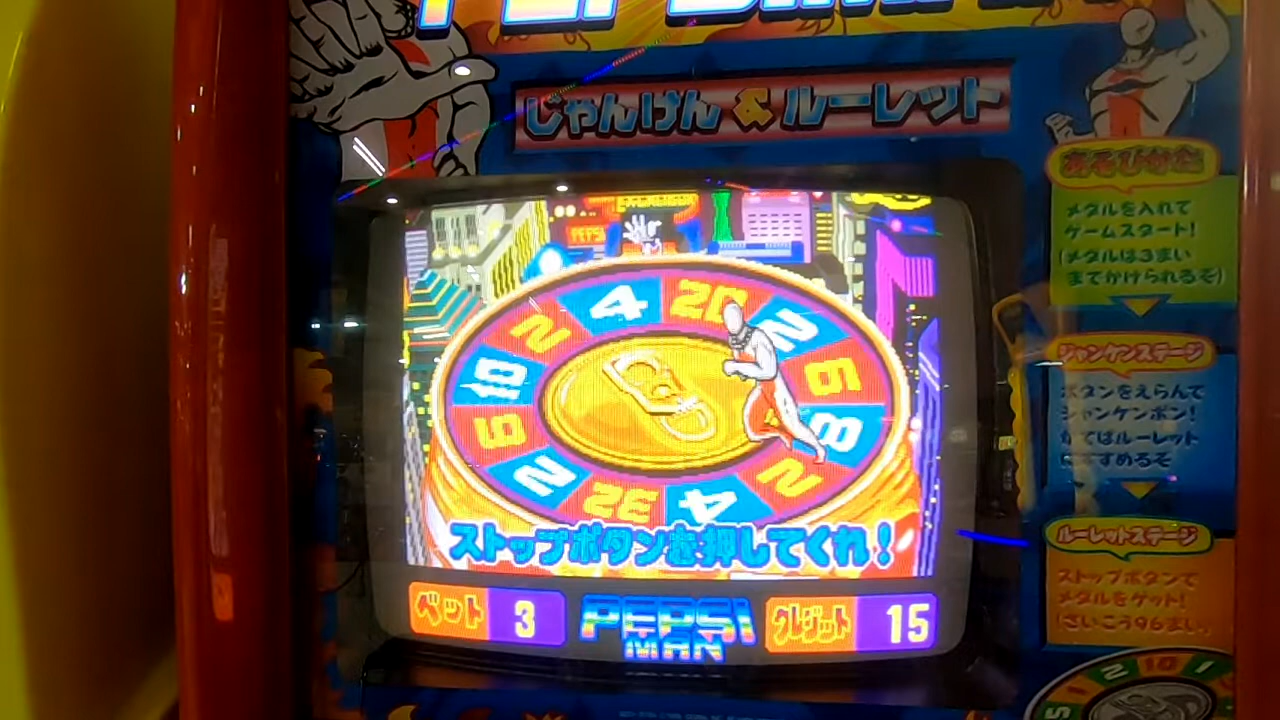 PEPSIMAN
じゃんけん&ルーレット
あそびかた
メダルを入れて
ゲームスタート!
(メダルは3まい
までかけられるぞ)
ジャンケンステージ
ボタンをえらんで
ジャンケンポン!
かてばルーレット
にすすめるぞ
ルーレットステージ
ストップボタンで
メダルをゲット!
(さいこう96まい)
PEPSI
4
20
2
6
8
2
4
32
2
6
10
2
ストップボタンを押してくれ!
ベット 3
PEPSI
MAN
クレジット 15
2 10 1